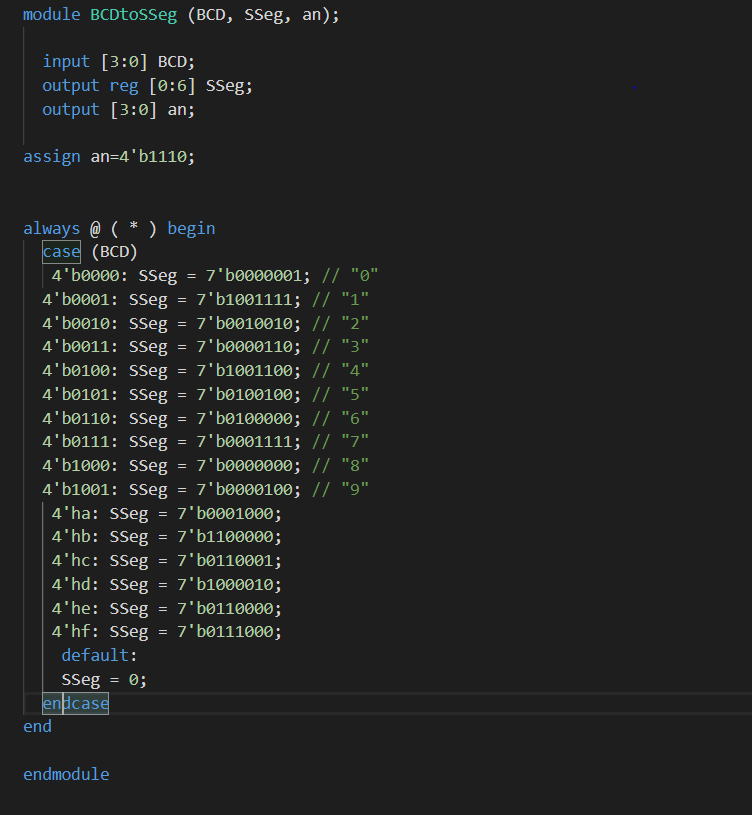 module BCDtoSSeg (BCD, SSeg, an);
input [3:0] BCD;
output reg [0:6] SSeg;
output [3:0] an;
assign an=4'b1110;
always @ ( * ) begin
case (BCD)
4'b0000: SSeg = 7'b0000001; // "0"
4'b0001: SSeg = 7'b1001111; // "1"
4'b0010: SSeg = 7'b0010010; // "2"
4'b0011: SSeg = 7'b0000110; // "3"
4'b0100: SSeg = 7'b1001100; // "4"
4'b0101: SSeg = 7'b0100100; // "5"
4'b0110: SSeg = 7'b0100000; // "6"
4'b0111: SSeg = 7'b0001111; // "7"
4'b1000: SSeg = 7'b0000000; // "8"
4'b1001: SSeg = 7'b0000100; // "9"
4'ha: SSeg = 7'b0001000;
4'hb: SSeg = 7'b1100000;
4'hc: SSeg = 7'b0110001;
4'hd: SSeg = 7'b1000010;
4'he: SSeg = 7'b0110000;
4'hf: SSeg = 7'b0111000;
default:
SSeg = 0;
endcase
end
endmodule